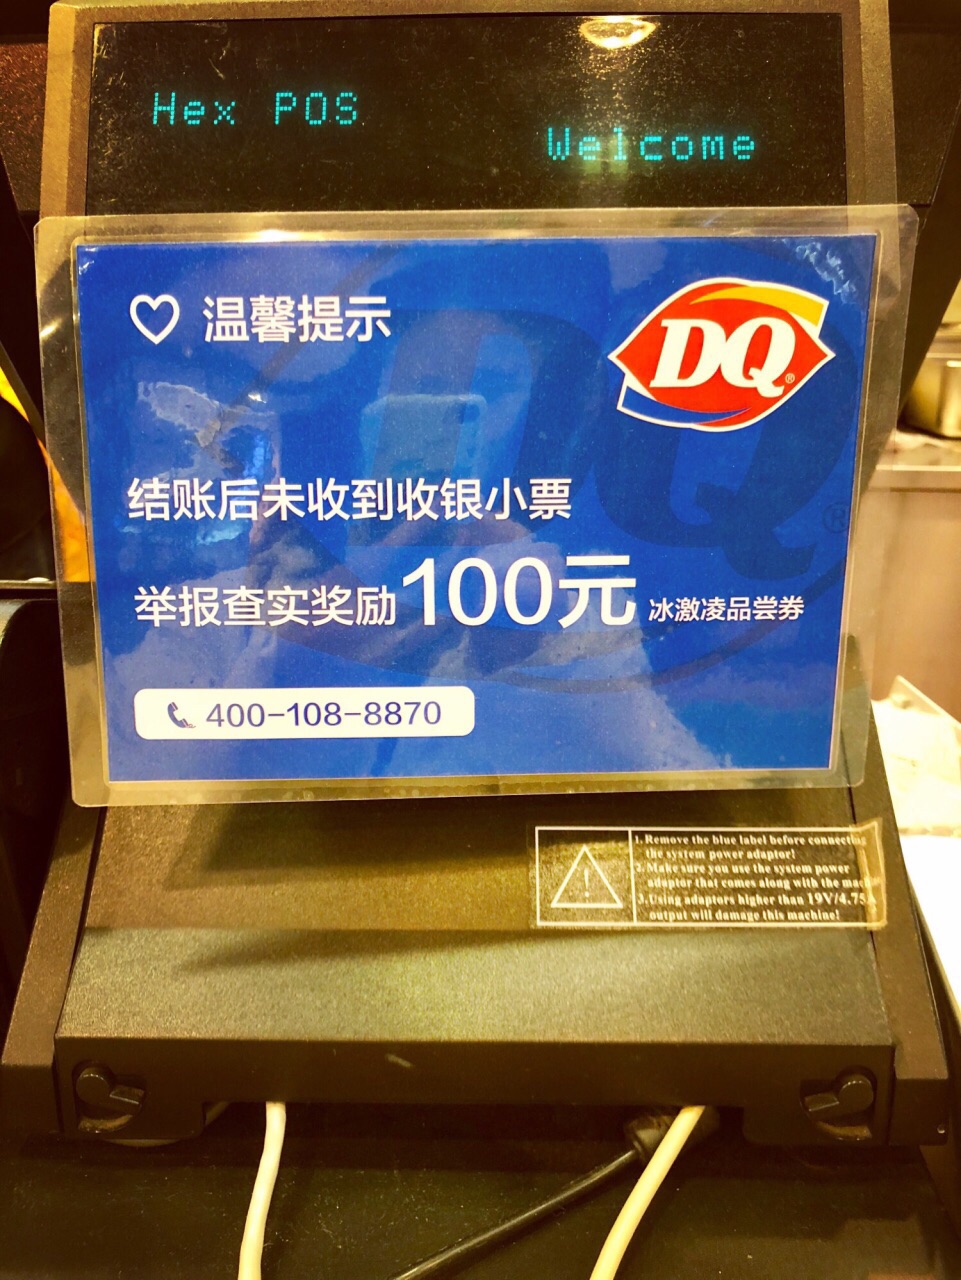 Hex POS
Welcome
温馨提示
DQ®
结账后未收到收银小票
举报查实奖励100元 冰激凌品尝券
400-108-8870
1. Remove the blue label before connecting
the system power adaptor!
2. Make sure you use the system power
adaptor that comes along with the
3. Using adaptors higher than 19V/4.75A
output will damage this machine!